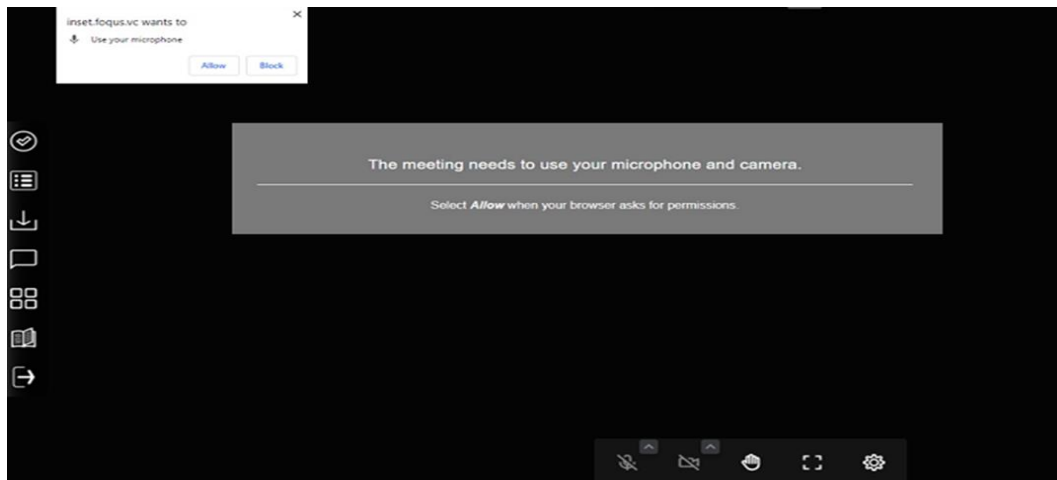 inset.foqus.vc wants to
Use your microphone
Allow Block
The meeting needs to use your microphone and camera.
Select Allow when your browser asks for permissions.